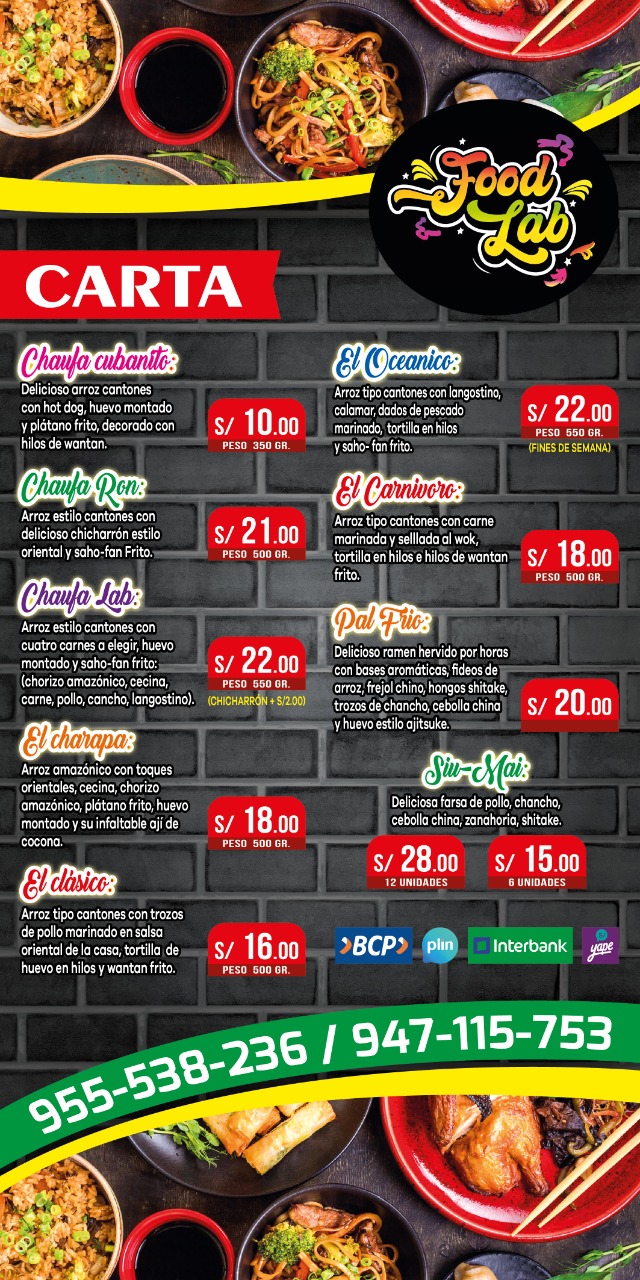 Food
Lab
CARTA
Chaufa cubanito:
Delicioso arroz cantones
con hot dog, huevo montado
y plátano frito, decorado con
hilos de wantan.
S/ 10.00
PESO 350 GR.
Chaufa Ron:
Arroz estilo cantones con
delicioso chicharrón estilo
oriental y saho-fan Frito.
S/ 21.00
PESO 500 GR.
Chaufa Lab:
Arroz estilo cantones con
cuatro carnes a elegir, huevo
montado y saho-fan frito:
(chorizo amazónico, cecina,
carne, pollo, cancho, langostino).
S/ 22.00
PESO 550 GR.
(CHICHARRÓN + S/2.00)
El charapa:
Arroz amazónico con toques
orientales, cecina, chorizo
amazónico, plátano frito, huevo
montado y su infaltable ají de
cocona.
S/ 18.00
PESO 500 GR.
El clásico:
Arroz tipo cantones con trozos
de pollo marinado en salsa
oriental de la casa, tortilla de
huevo en hilos y wantan frito.
S/ 16.00
PESO 500 GR.
El Oceanico:
Arroz tipo cantones con langostino,
calamar, dados de pescado
marinado, tortilla en hilos
y saho- fan frito.
S/ 22.00
PESO 550 GR.
(FINES DE SEMANA)
El Carnivoro:
Arroz tipo cantones con carne
marinada y selllada al wok,
tortilla en hilos e hilos de wantan
frito.
S/ 18.00
PESO 500 GR.
Pal Frio:
Delicioso ramen hervido por horas
con bases aromáticas, fideos de
arroz, frejol chino, hongos shitake,
trozos de chancho, cebolla china
y huevo estilo ajitsuke.
S/ 20.00
Siu-Mai:
Deliciosa farsa de pollo, chancho,
cebolla china, zanahoria, shitake.
S/ 28.00
12 UNIDADES
S/ 15.00
6 UNIDADES
BCP
plin
Interbank
yape
955-538-236 / 947-115-753